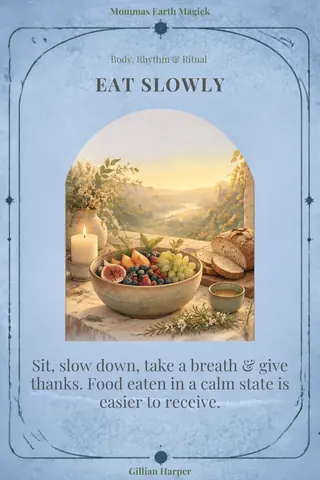 Mommas Earth Magick
Body, Rhythm & Ritual
EAT SLOWLY
Sit, slow down, take a breath & give
thanks. Food eaten in a calm state is
easier to receive.
Gillian Harper